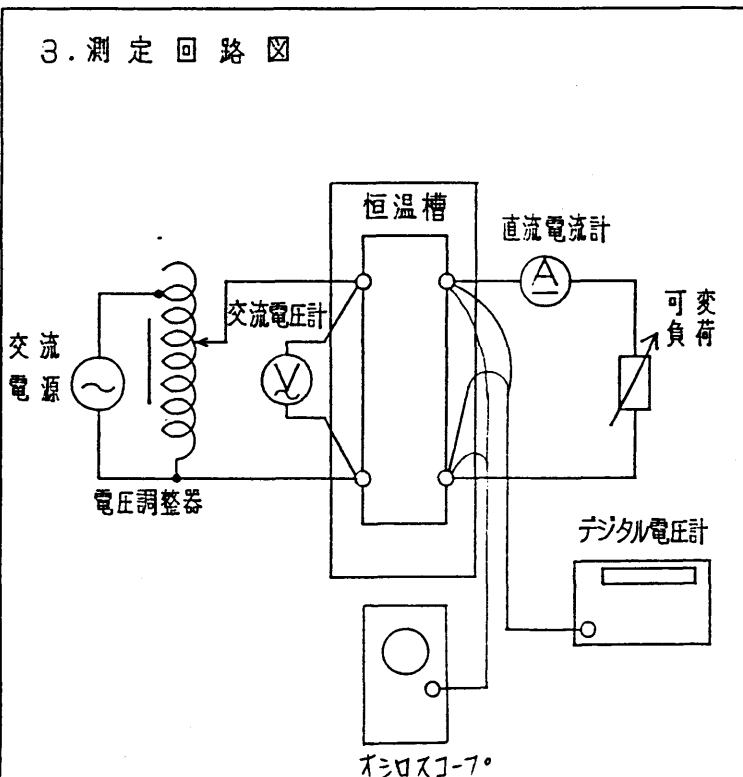 3.測定回路図
恒温槽
直流電流計
A
交流電圧計
V
可変
負荷
交流
電源
電圧調整器
デジタル電圧計
オシロスコープ